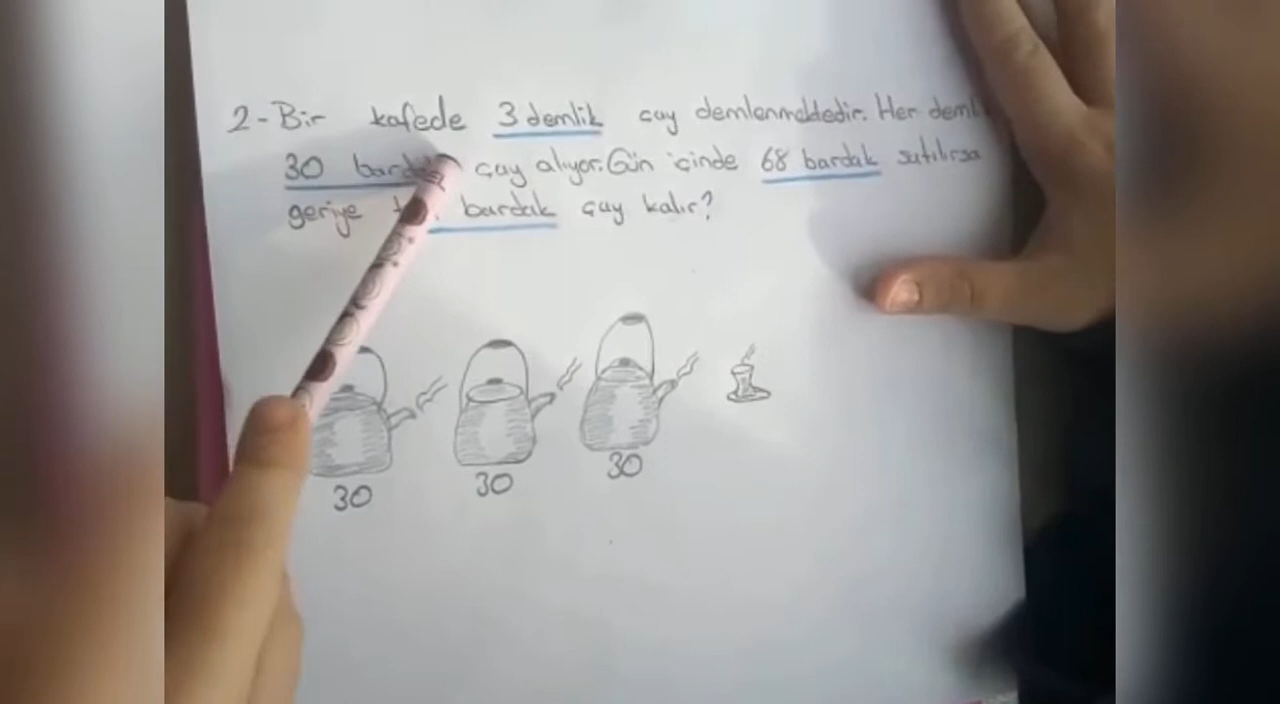 2-Bir kafede 3 demlik çay demlenmektedir. Her
30 çay alıyor. Gün içinde 68 bardak satılırsa
geriye bardak çay kalır?
30 30 30